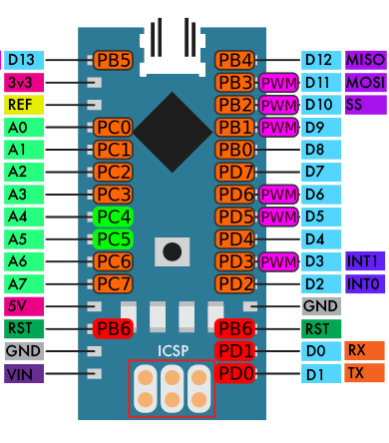 D13 PB5 PB4 D12 MISO
3v3 PB3 PWM D11 MOSI
REF PB2 PWM D10 SS
A0 PC0 PB1 PWM D9
A1 PC1 PB0 D8
A2 PC2 PD7 D7
A3 PC3 PD6 PWM D6
A4 PC4 PD5 PWM D5
A5 PC5 PD4 D4
A6 PC6 PD3 PWM D3 INT1
A7 PC7 PD2 D2 INT0
5V GND
RST PB6 PB6 RST
GND ICSP PD1 D0 RX
VIN PD0 D1 TX